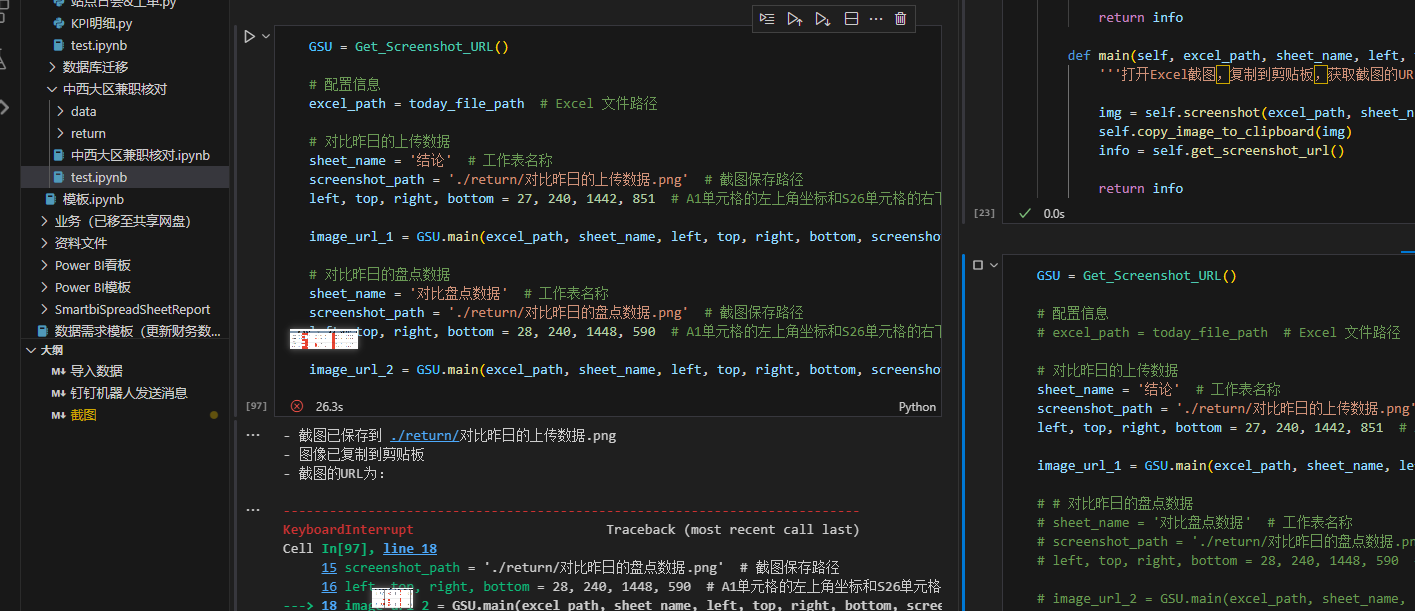 站点日会&工单.py
KPI明细.py
test.ipynb
数据库迁移
中西大区兼职核对
data
return
中西大区兼职核对.ipynb
test.ipynb
模板.ipynb
业务（已移至共享网盘）
资料文件
Power BI看板
Power BI模板
SmartbiSpreadSheetReport
数据需求模板（更新财务数...
大纲
M↓ 导入数据
M↓ 钉钉机器人发送消息
M↓ 截图
GSU = Get_Screenshot_URL()
# 配置信息
excel_path = today_file_path  # Excel 文件路径
# 对比昨日的上传数据
sheet_name = '结论'  # 工作表名称
screenshot_path = './return/对比昨日的上传数据.png'  # 截图保存路径
left, top, right, bottom = 27, 240, 1442, 851  # A1单元格的左上角坐标和S26单元格的右下
image_url_1 = GSU.main(excel_path, sheet_name, left, top, right, bottom, screensho
# 对比昨日的盘点数据
sheet_name = '对比盘点数据'  # 工作表名称
screenshot_path = './return/对比昨日的盘点数据.png'  # 截图保存路径
top, right, bottom = 28, 240, 1448, 590  # A1单元格的左上角坐标和S26单元格的右下
image_url_2 = GSU.main(excel_path, sheet_name, left, top, right, bottom, screensho
[97]
26.3s
Python
... - 截图已保存到 ./return/对比昨日的上传数据.png
- 图像已复制到剪贴板
- 截图的URL为:
...
---------------------------------------------------------------------------
KeyboardInterrupt                         Traceback (most recent call last)
Cell In[97], line 18
15 screenshot_path = './return/对比昨日的盘点数据.png'  # 截图保存路径
16 left, top, right, bottom = 28, 240, 1448, 590  # A1单元格的左上角坐标和S26单元格
---> 18 2 = GSU.main(excel_path, sheet_name, left, top, right, bottom, scree
return info
def main(self, excel_path, sheet_name, left,
'''打开Excel截图，复制到剪贴板，获取截图的UR
img = self.screenshot(excel_path, sheet_n
self.copy_image_to_clipboard(img)
info = self.get_screenshot_url()
return info
[23]
0.0s
GSU = Get_Screenshot_URL()
# 配置信息
# excel_path = today_file_path  # Excel 文件路径
# 对比昨日的上传数据
sheet_name = '结论'  # 工作表名称
screenshot_path = './return/对比昨日的上传数据.png'
left, top, right, bottom = 27, 240, 1442, 851  #
image_url_1 = GSU.main(excel_path, sheet_name, le
# # 对比昨日的盘点数据
# sheet_name = '对比盘点数据'  # 工作表名称
# screenshot_path = './return/对比昨日的盘点数据.pn
# left, top, right, bottom = 28, 240, 1448, 590
# image_url_2 = GSU.main(excel_path, sheet_name,